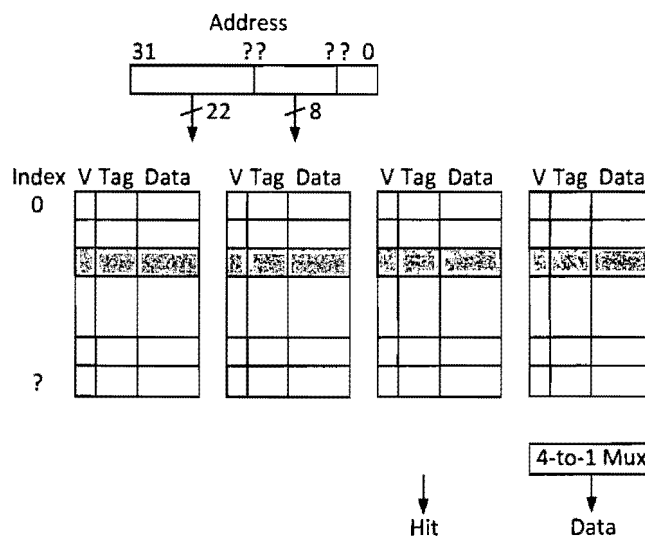 Address
31 ?? ?? 0
22 8
Index V Tag Data V Tag Data V Tag Data V Tag Data
0
?
4-to-1 Mux
Hit Data